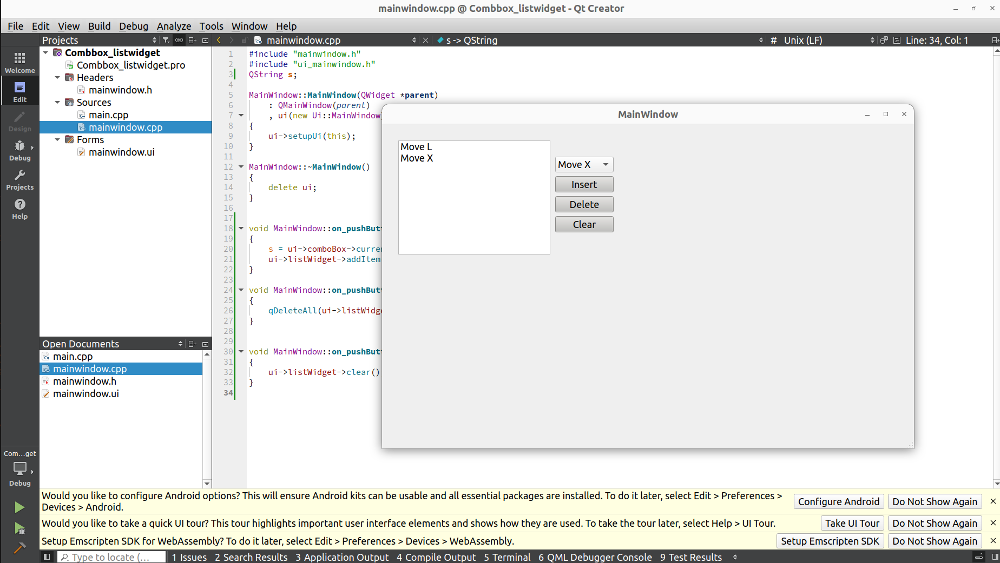 mainwindow.cpp @ Combbox_listwidget - Qt Creator
File Edit View Build Debug Analyze Tools Window Help
Projects
mainwindow.cpp
s -> QString
# Unix (LF)
Line: 34, Col: 1
Welcome
Edit
Design
Debug
Projects
Help
Com...get
Debug
Combbox_listwidget
Combbox_listwidget.pro
Headers
mainwindow.h
Sources
main.cpp
mainwindow.cpp
Forms
mainwindow.ui
Open Documents
main.cpp
mainwindow.cpp
mainwindow.h
mainwindow.ui
1 #include "mainwindow.h"
2 #include "ui_mainwindow.h"
3 QString s;
4
5 MainWindow::MainWindow(QWidget *parent)
6 : QMainWindow(parent)
7 , ui(new Ui::MainWindow
8 {
9 ui->setupUi(this);
10 }
11
12 MainWindow::~MainWindow()
13 {
14 delete ui;
15 }
16
17
18 void MainWindow::on_pushBut
19 {
20 s = ui->comboBox->curre
21 ui->listWidget->addItem
22 }
23
24 void MainWindow::on_pushBut
25 {
26 qDeleteAll(ui->listWidg
27 }
28
29
30 void MainWindow::on_pushBut
31 {
32 ui->listWidget->clear()
33 }
34
MainWindow
Move L
Move X
Move X
Insert
Delete
Clear
Would you like to configure Android options? This will ensure Android kits can be usable and all essential packages are installed. To do it later, select Edit > Preferences >
Devices > Android.
Configure Android
Do Not Show Again
Would you like to take a quick UI tour? This tour highlights important user interface elements and shows how they are used. To take the tour later, select Help > UI Tour.
Take UI Tour
Do Not Show Again
Setup Emscripten SDK for WebAssembly? To do it later, select Edit > Preferences > Devices > WebAssembly.
Setup Emscripten SDK
Do Not Show Again
Type to locate (...
1 Issues 2 Search Results 3 Application Output 4 Compile Output 5 Terminal 6 QML Debugger Console 9 Test Results